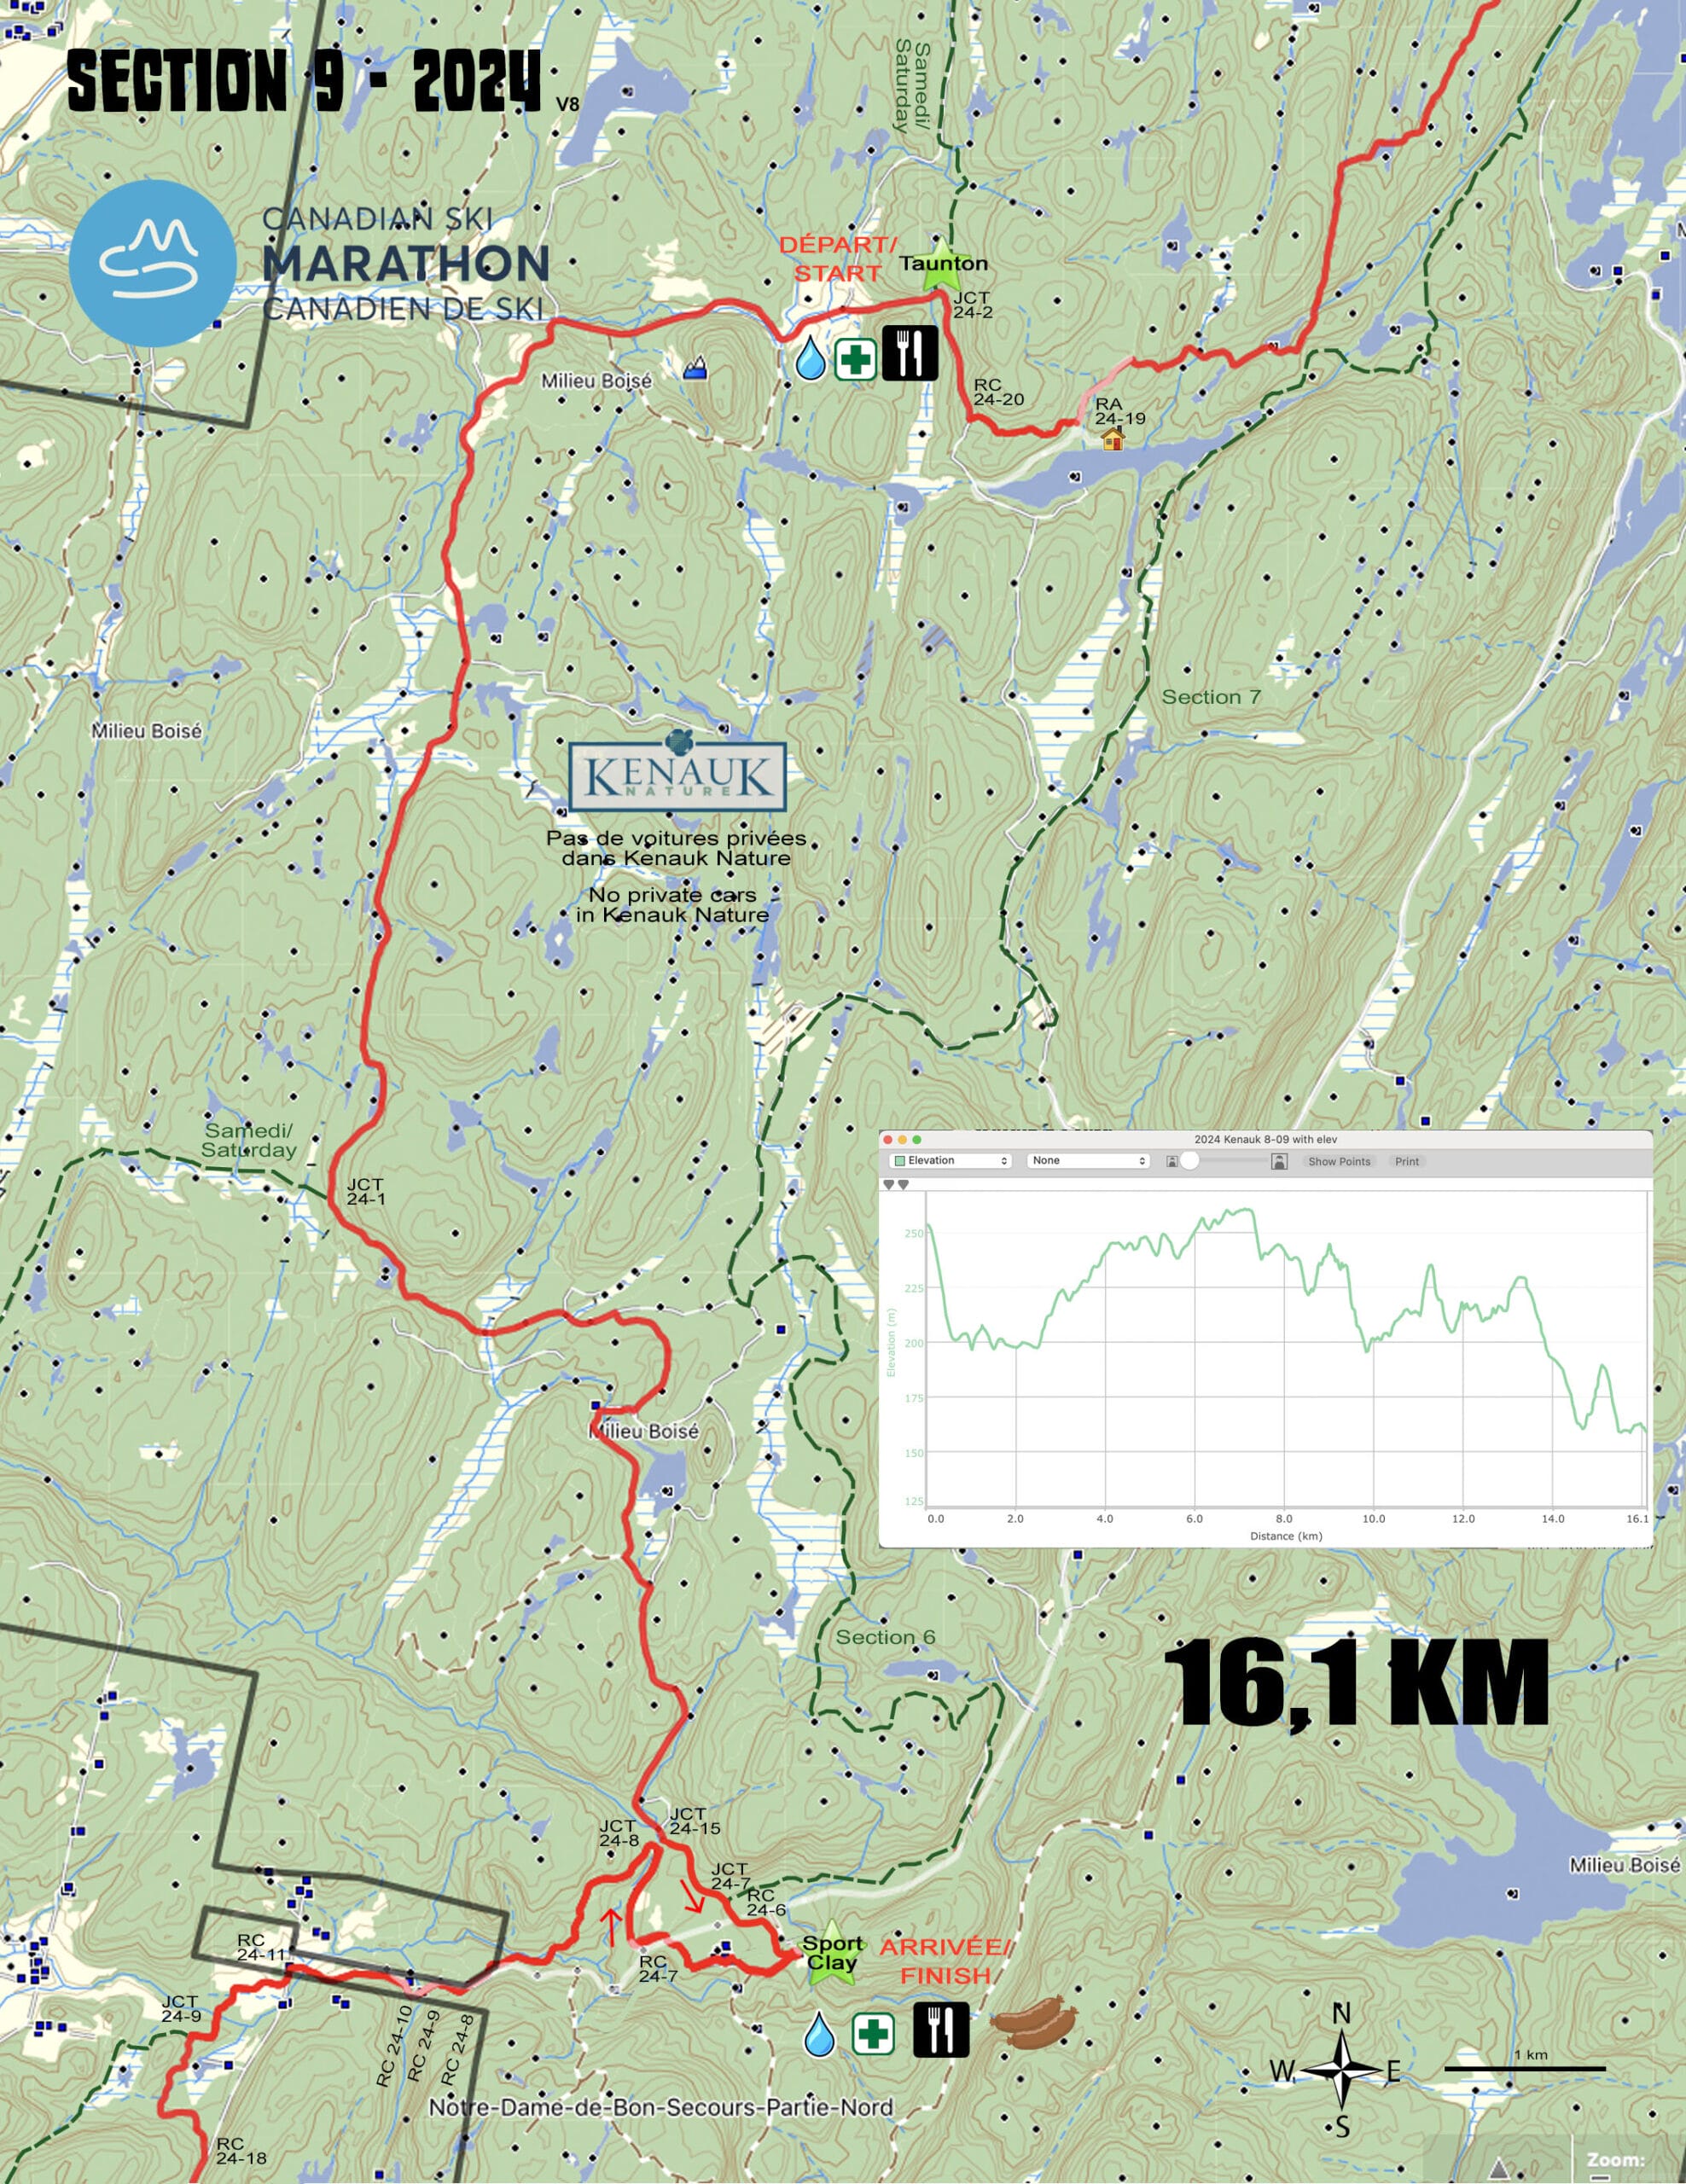 SECTION 9 - 2024 V8
Samedi/
Saturday
CANADIAN SKI
MARATHON
CANADIEN DE SKI
DÉPART/
START
Taunton
JCT
24-2
Milieu Boisé
RC
24-20
RA
24-19
Section 7
Milieu Boisé
KENAUK
NATURE
Pas de voitures privées
dans Kenauk Nature
No private cars
in Kenauk Nature
Samedi/
Saturday
JCT
24-1
2024 Kenauk 8-09 with elev
Elevation
None
Show Points
Print
Elevation (m)
250
225
200
175
150
125
0.0 2.0 4.0 6.0 8.0 10.0 12.0 14.0 16.1
Distance (km)
Milieu Boisé
Section 6
16,1 KM
JCT
24-15
JCT
24-8
JCT
24-7
RC
24-6
Milieu Boisé
RC
24-11
Sport
Clay
ARRIVÉE/
FINISH
RC
24-7
JCT
24-9
RC 24-10
RC 24-9
RC 24-8
N
W
E
S
1 km
Notre-Dame-de-Bon-Secours-Partie-Nord
RC
24-18
Zoom: